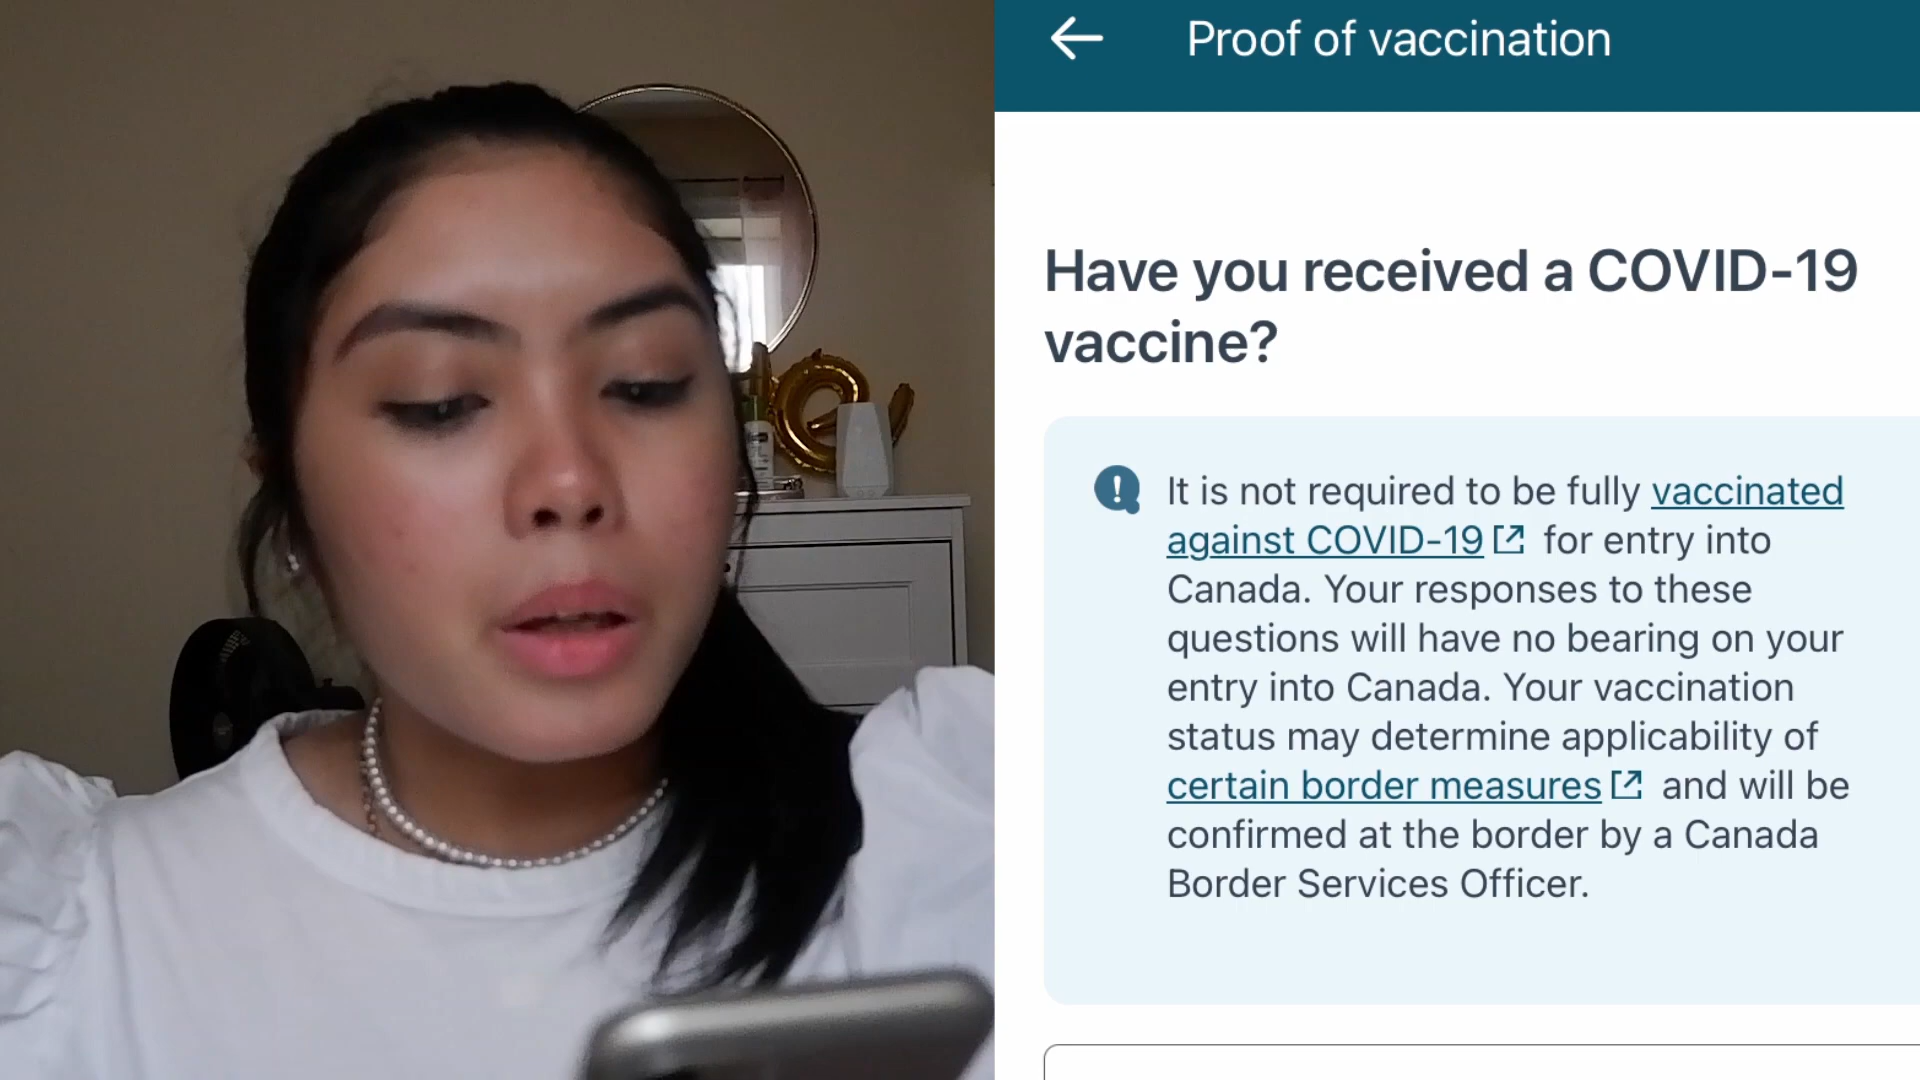 Proof of vaccination
Have you received a COVID-19
vaccine?
It is not required to be fully vaccinated
against COVID-19 for entry into
Canada. Your responses to these
questions will have no bearing on your
entry into Canada. Your vaccination
status may determine applicability of
certain border measures and will be
confirmed at the border by a Canada
Border Services Officer.